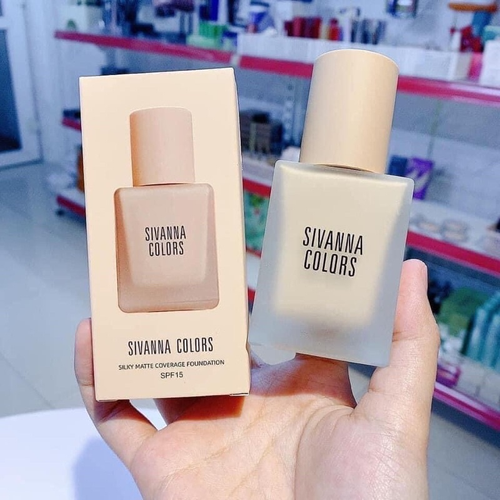 SIVANNA
COLORS
SIVANNA COLORS
SILKY MATTE COVERAGE FOUNDATION
SPF15
SIVANNA
COLORS